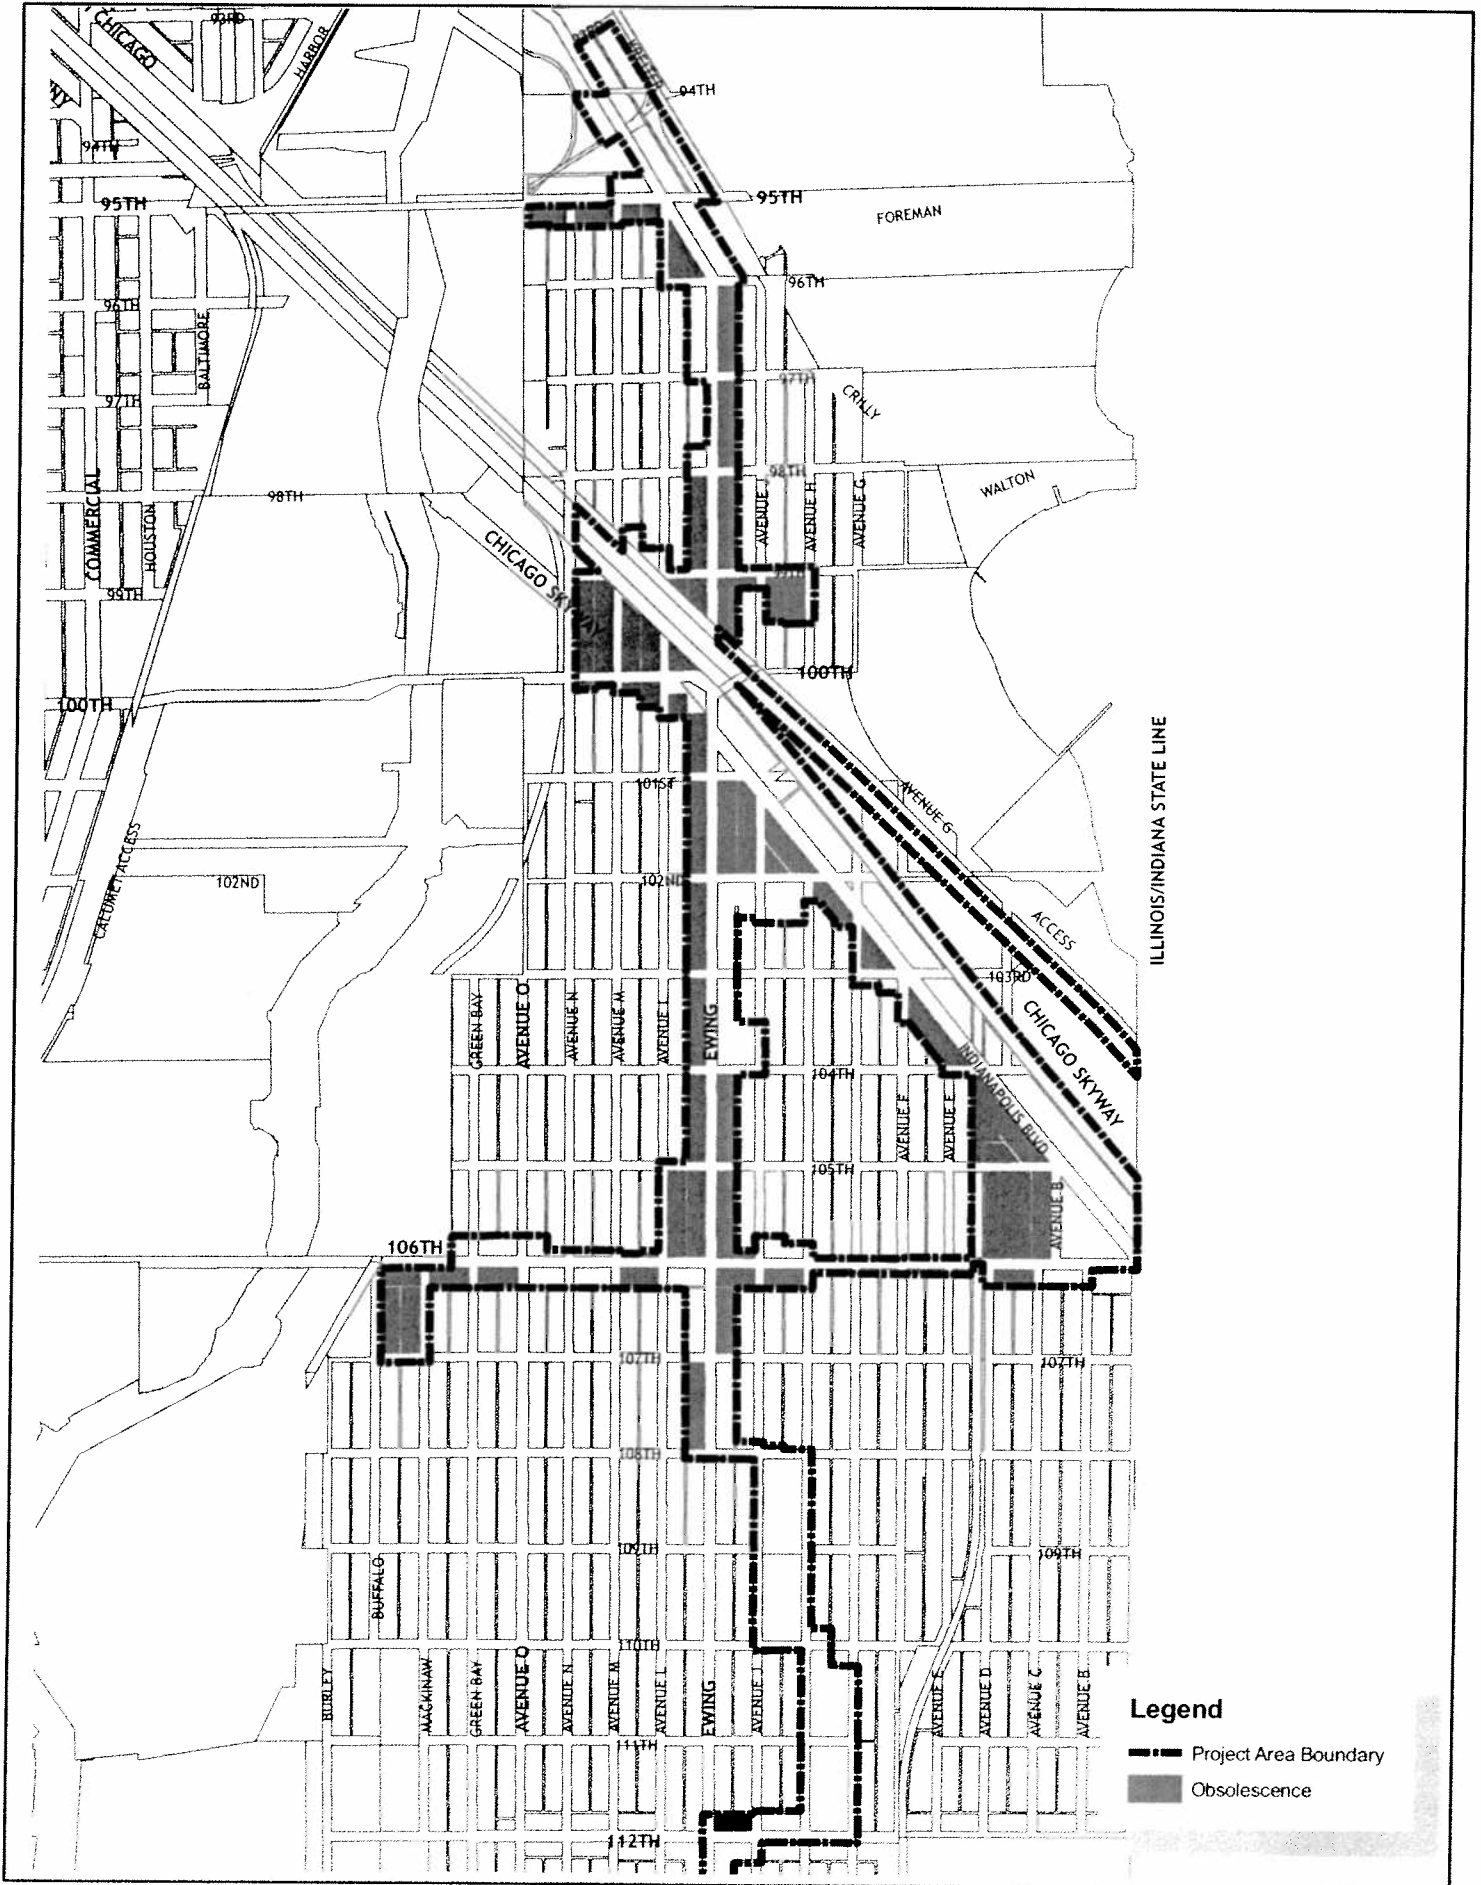 93RD
CHICAGO
HARBOR
94TH
94TH
95TH
95TH
FOREMAN
96TH
96TH
BALTIMORE
97TH
97TH
CRILLY
98TH
98TH
WALTON
COMMERCIAL
HOUSTON
CHICAGO SKYWAY
AVENUE H
AVENUE G
99TH
99TH
100TH
100TH
ILLINOIS/INDIANA STATE LINE
101ST
AVENUE G
CALUMET ACCESS
102ND
102ND
ACCESS
103RD
GREEN BAY
AVENUE O
AVENUE N
AVENUE M
AVENUE L
EWING
CHICAGO SKYWAY
INDIANAPOLIS BLVD
104TH
AVENUE F
AVENUE E
105TH
AVENUE B
106TH
107TH
107TH
108TH
109TH
109TH
BUFFALO
110TH
BURLEY
MACKINAW
GREEN BAY
AVENUE O
AVENUE N
AVENUE M
AVENUE L
EWING
AVENUE J
AVENUE E
AVENUE D
AVENUE C
AVENUE B
111TH
112TH
Legend
Project Area Boundary
Obsolescence